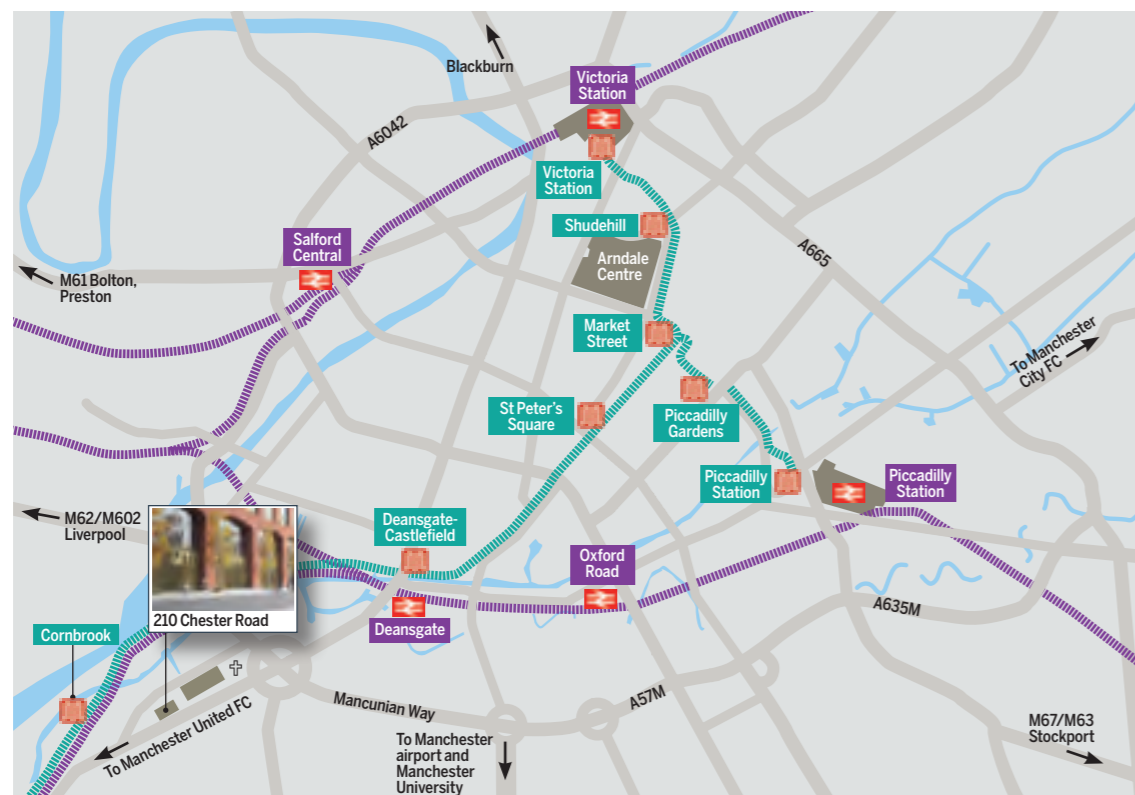 Blackburn
Victoria
Station
A6042
Victoria
Station
Shudehill
Salford
Central
Arndale
Centre
A665
M61 Bolton,
Preston
Market
Street
To Manchester
City FC
St Peter's
Square
Piccadilly
Gardens
Piccadilly
Station
Piccadilly
Station
M62/M602
Liverpool
Deansgate-
Castlefield
Oxford
Road
210 Chester Road
Deansgate
A635M
Cornbrook
Mancunian Way
A57M
To Manchester United FC
To Manchester
airport and
Manchester
University
M67/M63
Stockport